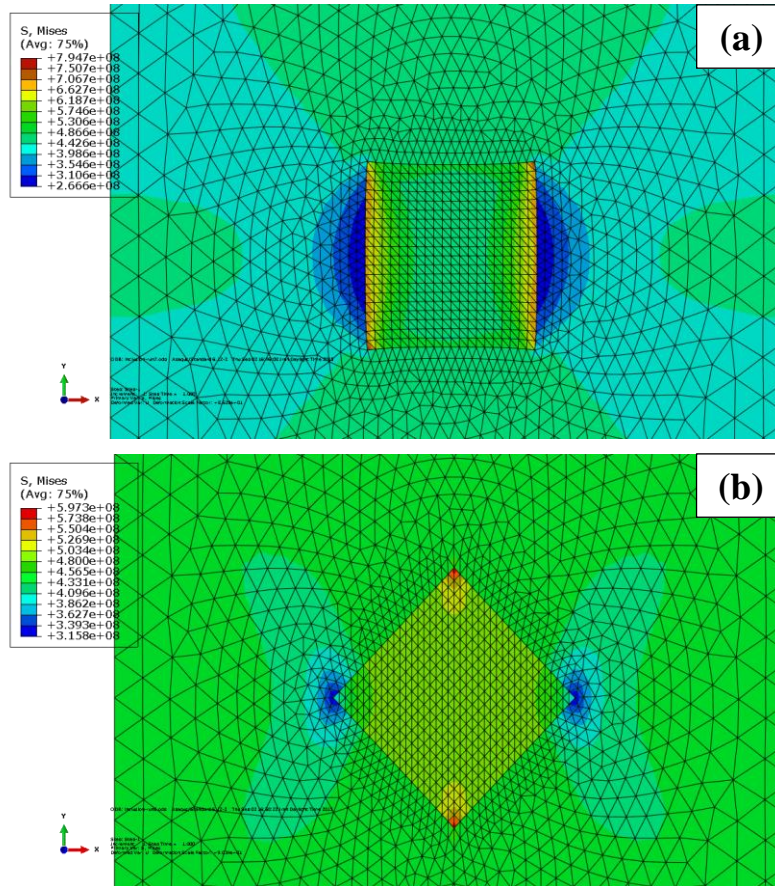 (a)
S, Mises
(Avg: 75%)
+7.947e+08
+7.507e+08
+7.067e+08
+6.627e+08
+6.187e+08
+5.746e+08
+5.306e+08
+4.866e+08
+4.426e+08
+3.986e+08
+3.546e+08
+3.106e+08
+2.666e+08
Y
X
(b)
S, Mises
(Avg: 75%)
+5.973e+08
+5.738e+08
+5.504e+08
+5.269e+08
+5.034e+08
+4.800e+08
+4.565e+08
+4.331e+08
+4.096e+08
+3.862e+08
+3.627e+08
+3.393e+08
+3.158e+08
Y
X